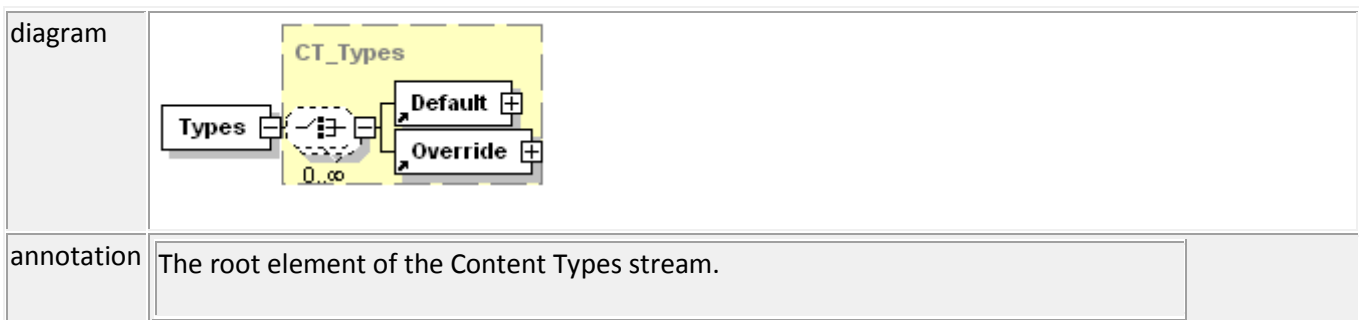 diagram
CT_Types
Default
Types
Override
0..∞
annotation
The root element of the Content Types stream.